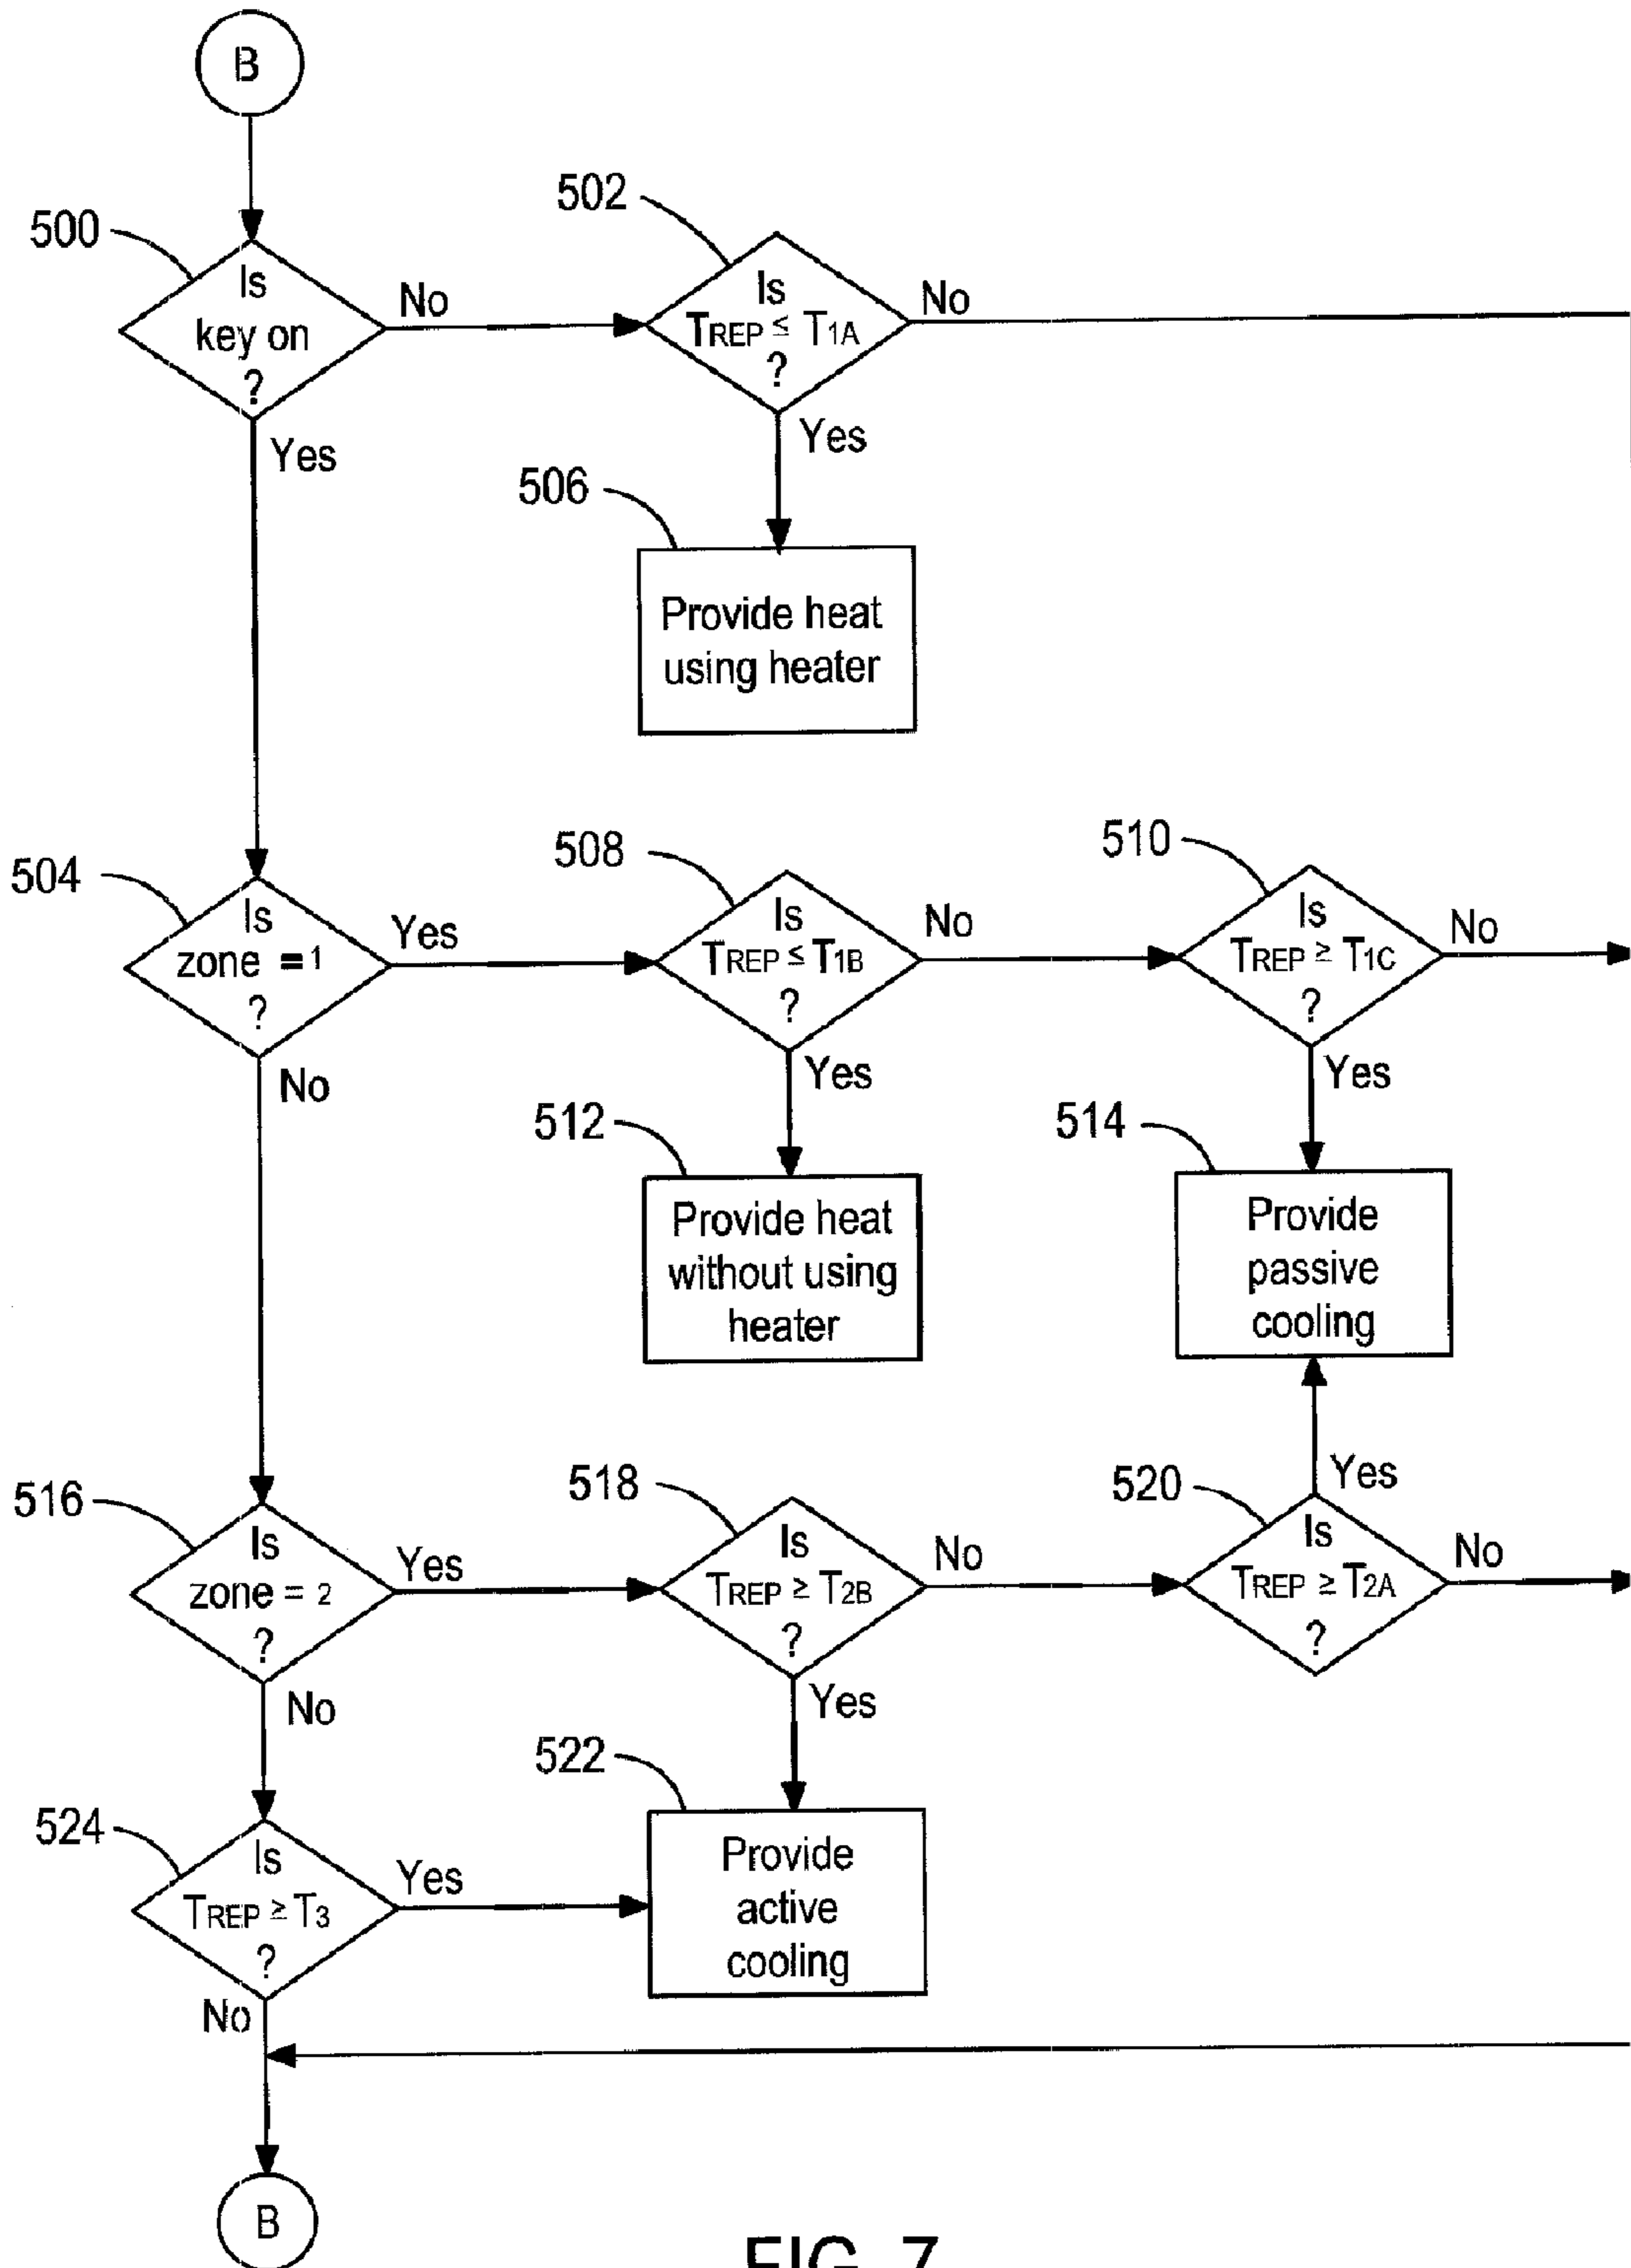 B
500
Is
key on
?
No
Yes
502
Is
TREP ≤ T1A
?
No
Yes
506
Provide heat
using heater
504
Is
zone = 1
?
Yes
No
508
Is
TREP ≤ T1B
?
No
Yes
510
Is
TREP ≥ T1C
?
No
Yes
512
Provide heat
without using
heater
514
Provide
passive
cooling
516
Is
zone = 2
?
Yes
No
518
Is
TREP ≥ T2B
?
No
Yes
520
Yes
Is
TREP ≥ T2A
?
No
522
Provide
active
cooling
524
Is
TREP ≥ T3
?
Yes
No
B
FIG. 7